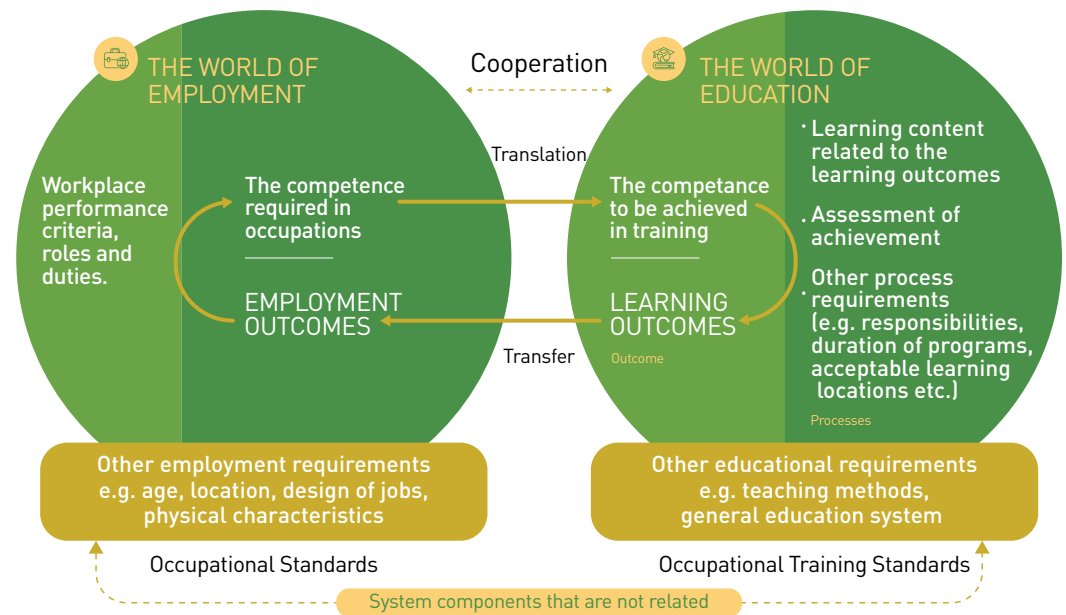 THE WORLD OF
EMPLOYMENT
Cooperation
THE WORLD OF
EDUCATION
Translation
Workplace
performance
criteria,
roles and
duties.
The competence
required in
occupations
EMPLOYMENT
OUTCOMES
The competance
to be achieved
in training
LEARNING
OUTCOMES
Outcome
Transfer
· Learning content
related to the
learning outcomes
. Assessment of
achievement
· Other process
requirements
(e.g. responsibilities,
duration of programs,
acceptable learning
locations etc.)
Processes
Other employment requirements
e.g. age, location, design of jobs,
physical characteristics
Other educational requirements
e.g. teaching methods,
general education system
Occupational Standards
Occupational Training Standards
System components that are not related